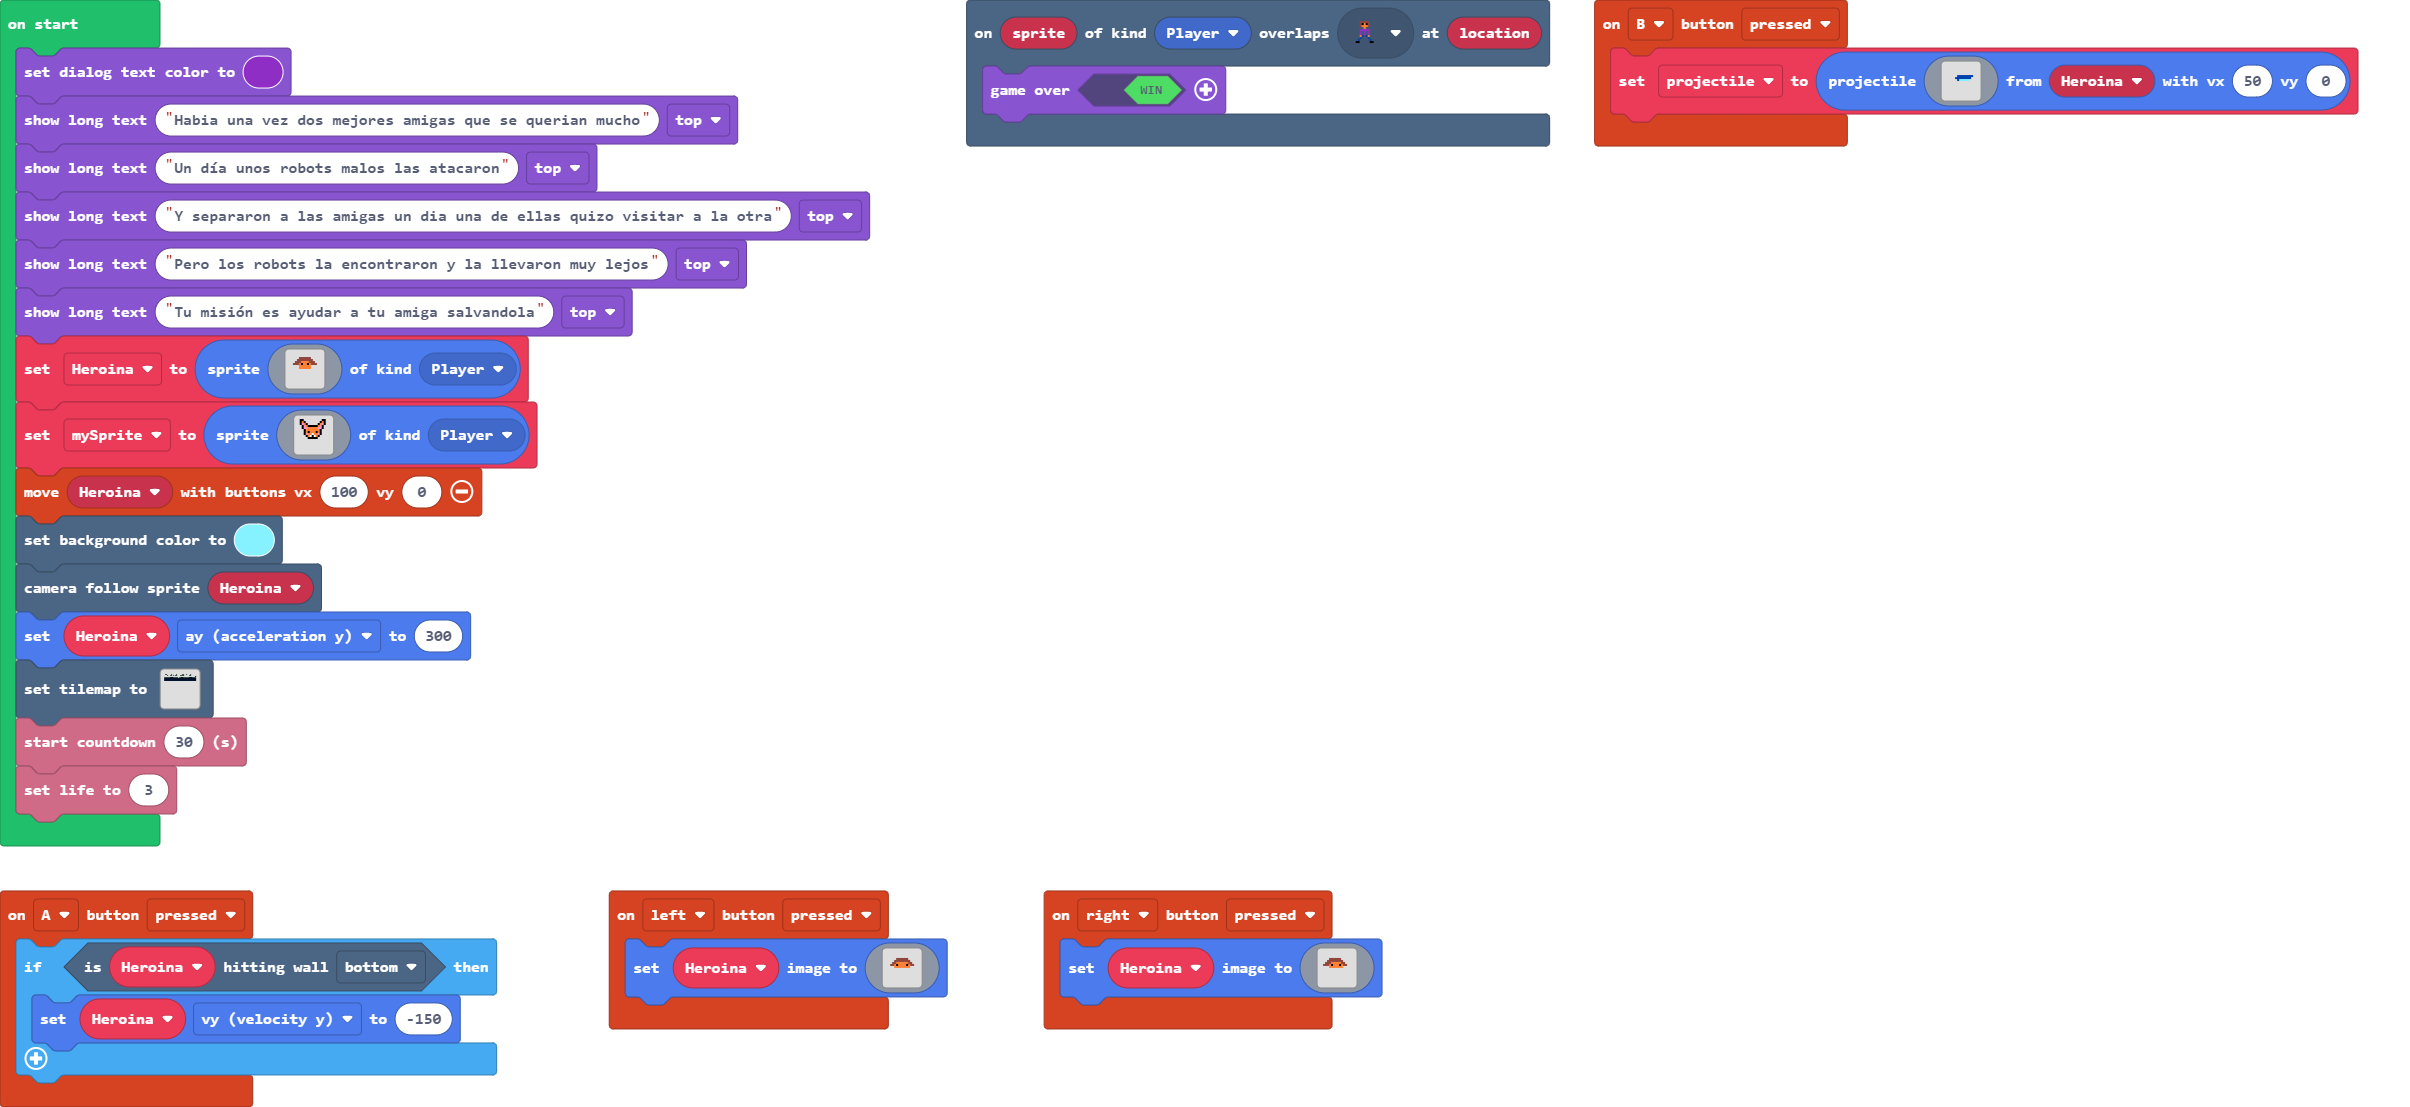 on start
set dialog text color to
show long text "Habia una vez dos mejores amigas que se querian mucho" top
show long text "Un día unos robots malos las atacaron" top
show long text "Y separaron a las amigas un dia una de ellas quizo visitar a la otra" top
show long text "Pero los robots la encontraron y la llevaron muy lejos" top
show long text "Tu misión es ayudar a tu amiga salvandola" top
set Heroina to sprite of kind Player
set mySprite to sprite of kind Player
move Heroina with buttons vx 100 vy 0
set background color to
camera follow sprite Heroina
set Heroina ay (acceleration y) to 300
set tilemap to
start countdown 30 (s)
set life to 3
on sprite of kind Player overlaps at location
game over WIN
on B button pressed
set projectile to projectile from Heroina with vx 50 vy 0
on A button pressed
if is Heroina hitting wall bottom then
set Heroina vy (velocity y) to -150
on left button pressed
set Heroina image to
on right button pressed
set Heroina image to